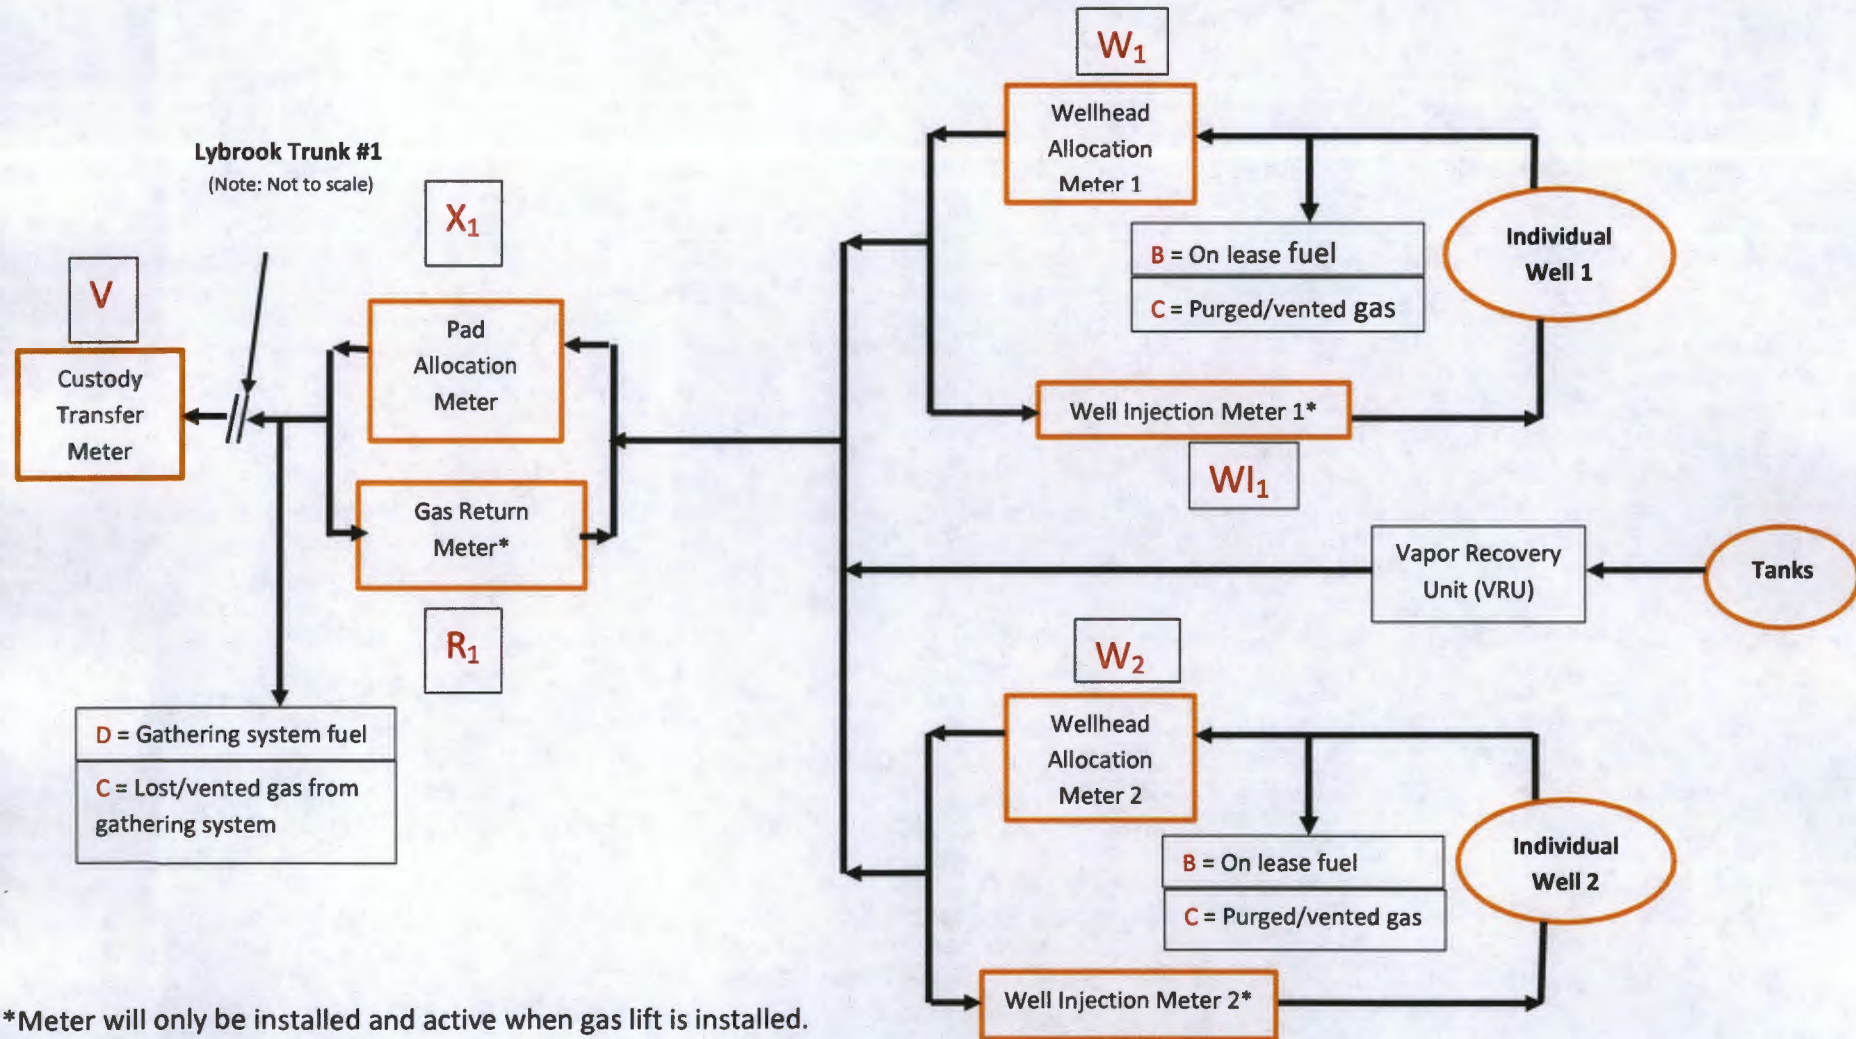 W₁
Wellhead
Allocation
Meter 1
Lybrook Trunk #1
(Note: Not to scale)
X₁
V
Custody
Transfer
Meter
Pad
Allocation
Meter
Gas Return
Meter*
R₁
D = Gathering system fuel
C = Lost/vented gas from
gathering system
B = On lease fuel
C = Purged/vented gas
Individual
Well 1
Well Injection Meter 1*
WI₁
Vapor Recovery
Unit (VRU)
Tanks
W₂
Wellhead
Allocation
Meter 2
B = On lease fuel
C = Purged/vented gas
Individual
Well 2
Well Injection Meter 2*
*Meter will only be installed and active when gas lift is installed.